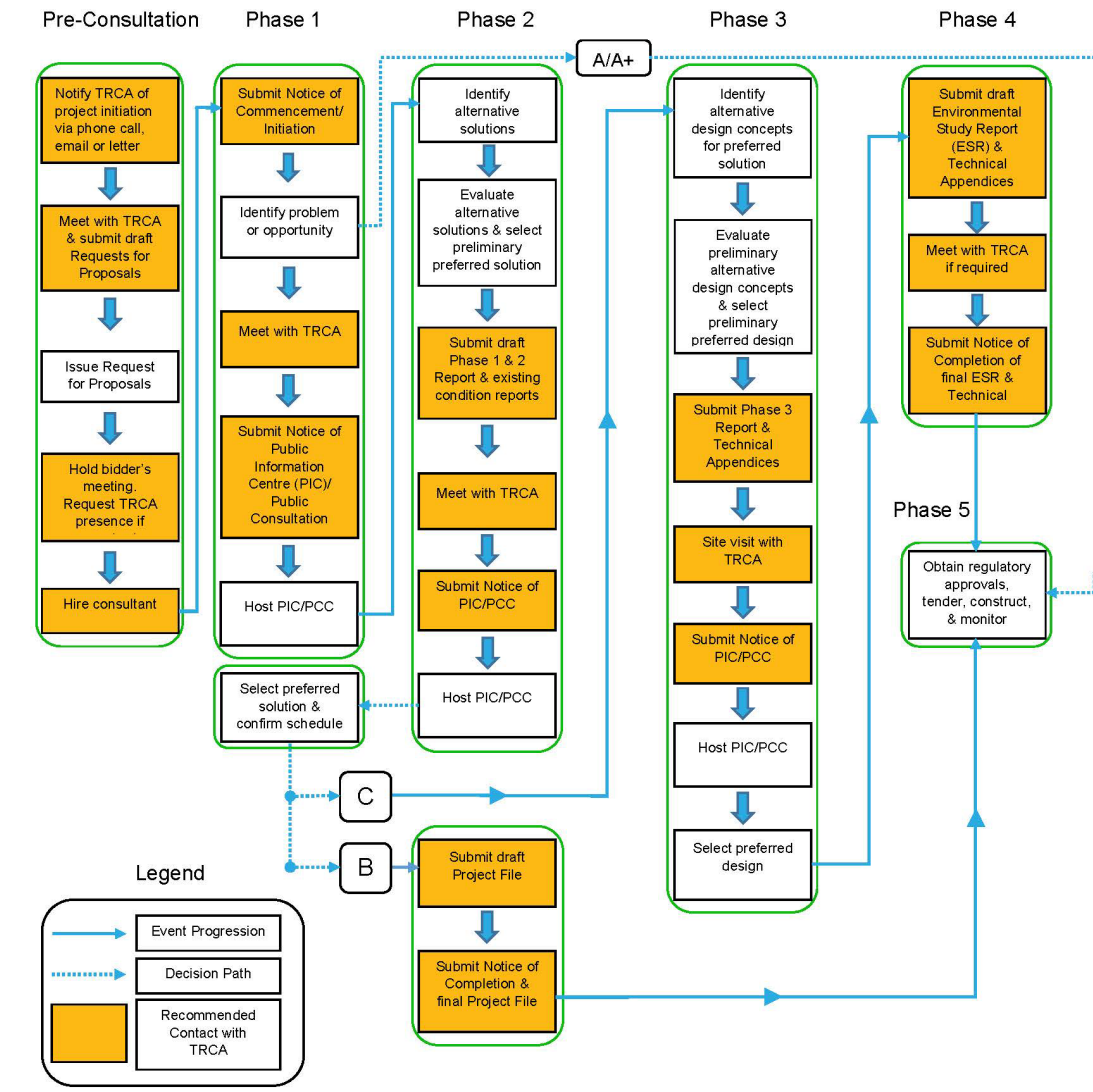 Pre-Consultation
Phase 1
Phase 2
Phase 3
Phase 4
A/A+
Notify TRCA of
project initiation
via phone call,
email or letter
Meet with TRCA
& submit draft
Requests for
Proposals
Issue Request
for Proposals
Hold bidder's
meeting.
Request TRCA
presence if
Hire consultant
Submit Notice of
Commencement/
Initiation
Identify problem
or opportunity
Meet with TRCA
Submit Notice of
Public
Information
Centre (PIC)/
Public
Consultation
Host PIC/PCC
Select preferred
solution &
confirm schedule
Identify
alternative
solutions
Evaluate
alternative
solutions & select
preliminary
preferred solution
Submit draft
Phase 1 & 2
Report & existing
condition reports
Meet with TRCA
Submit Notice of
PIC/PCC
Host PIC/PCC
C
B
Submit draft
Project File
Submit Notice of
Completion &
final Project File
Identify
alternative
design concepts
for preferred
solution
Evaluate
preliminary
alternative
design concepts
& select
preliminary
preferred design
Submit Phase 3
Report &
Technical
Appendices
Site visit with
TRCA
Submit Notice of
PIC/PCC
Host PIC/PCC
Select preferred
design
Submit draft
Environmental
Study Report
(ESR) &
Technical
Appendices
Meet with TRCA
if required
Submit Notice of
Completion of
final ESR &
Technical
Phase 5
Obtain regulatory
approvals,
tender, construct,
& monitor
Legend
Event Progression
Decision Path
Recommended
Contact with
TRCA